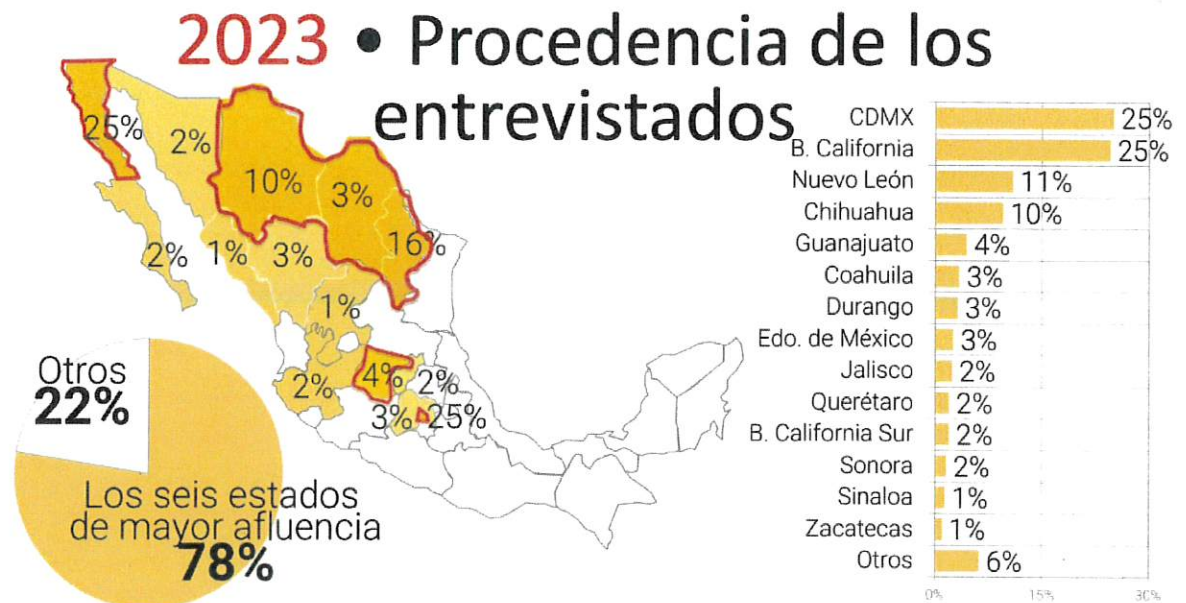 2023 • Procedencia de los
entrevistados
25%
2%
10%
3%
16%
2%
1%
3%
1%
2%
4%
2%
3%
25%
Otros
22%
Los seis estados
de mayor afluencia
78%
CDMX 25%
B. California 25%
Nuevo León 11%
Chihuahua 10%
Guanajuato 4%
Coahuila 3%
Durango 3%
Edo. de México 3%
Jalisco 2%
Querétaro 2%
B. California Sur 2%
Sonora 2%
Sinaloa 1%
Zacatecas 1%
Otros 6%
0% 15% 30%